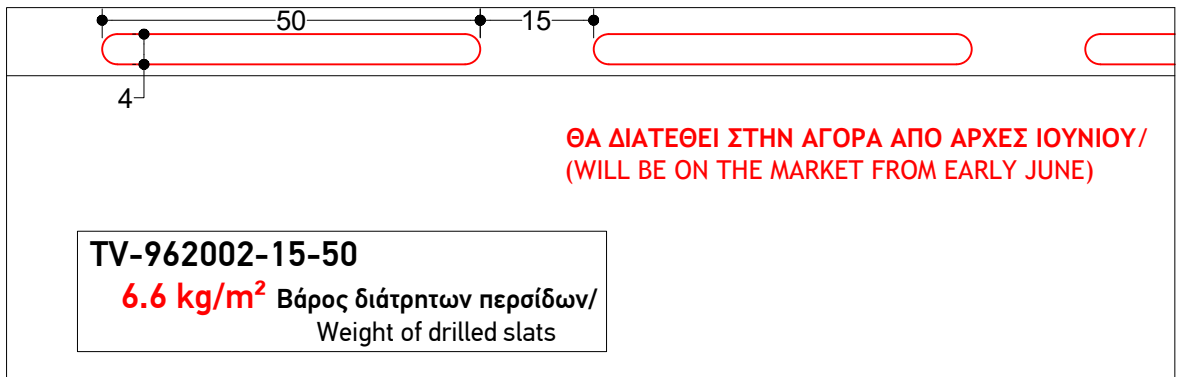 50
15
4
ΘΑ ΔΙΑΤΕΘΕΙ ΣΤΗΝ ΑΓΟΡΑ ΑΠΟ ΑΡΧΕΣ ΙΟΥΝΙΟΥ/
(WILL BE ON THE MARKET FROM EARLY JUNE)
TV-962002-15-50
6.6 kg/m² Βάρος διάτρητων περσίδων/
Weight of drilled slats